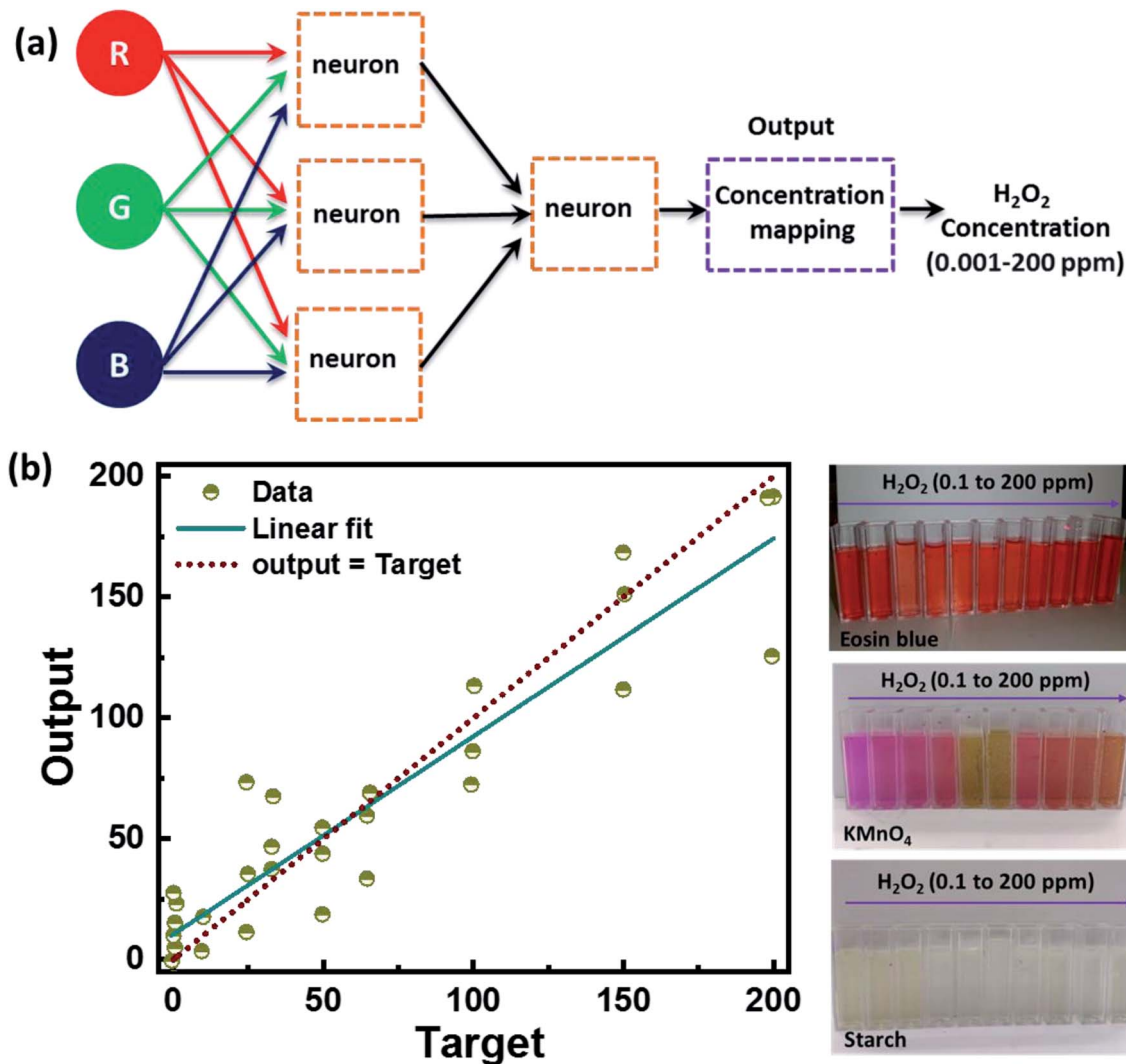 (a)
R
G
B
neuron
neuron
neuron
neuron
Output
Concentration
mapping
H₂O₂
Concentration
(0.001-200 ppm)
(b)
Output
200
150
100
50
0
Data
Linear fit
output = Target
0
50
100
150
200
Target
H₂O₂ (0.1 to 200 ppm)
Eosin blue
H₂O₂ (0.1 to 200 ppm)
KMnO₄
H₂O₂ (0.1 to 200 ppm)
Starch